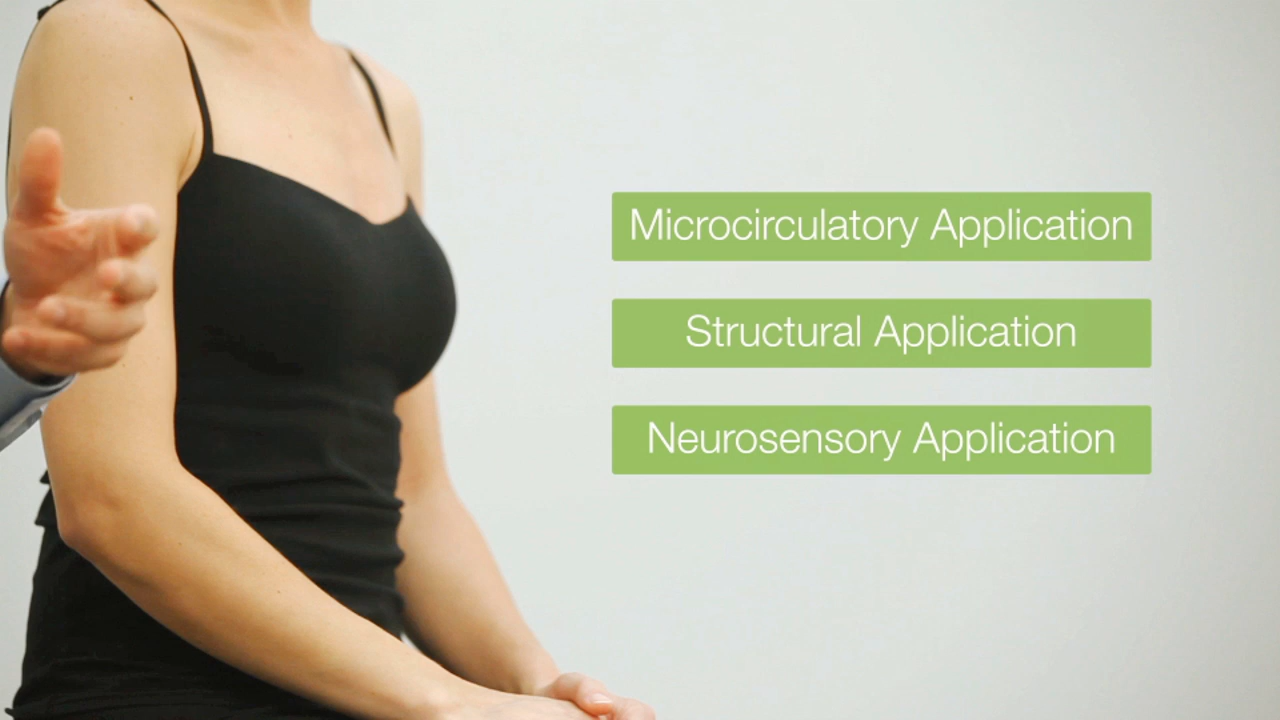 Microcirculatory Application
Structural Application
Neurosensory Application